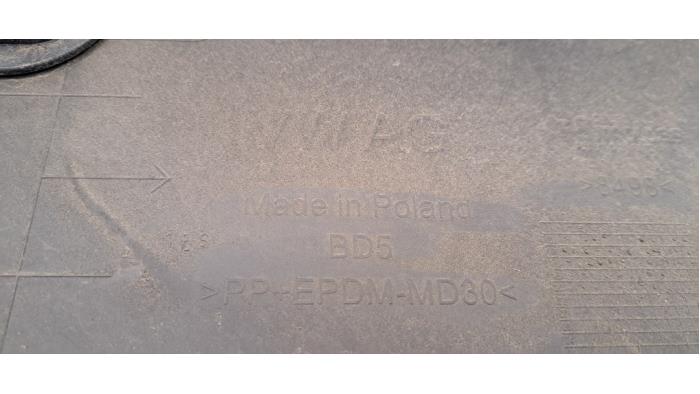 VW AG
Made in Poland
BD5
>PP+EPDM-MD30<